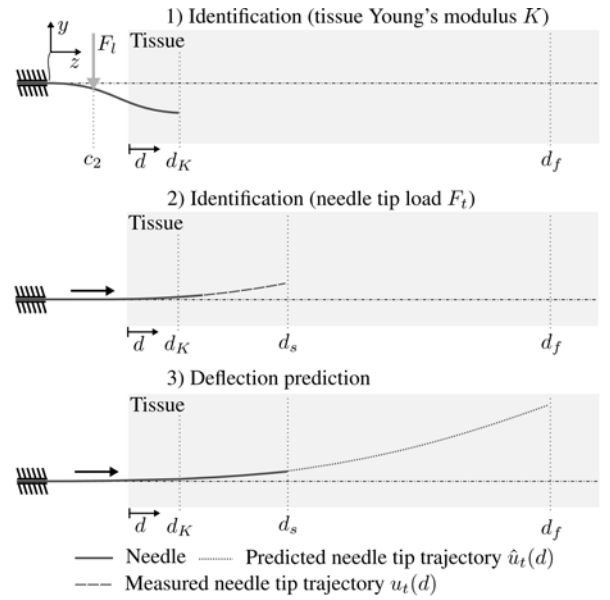 1) Identification (tissue Young's modulus K)
y
F_l
Tissue
z
c_2
d
d_K
d_f
2) Identification (needle tip load F_t)
Tissue
d
d_K
d_s
d_f
3) Deflection prediction
Tissue
d
d_K
d_s
d_f
Needle
Predicted needle tip trajectory û_t(d)
Measured needle tip trajectory u_t(d)